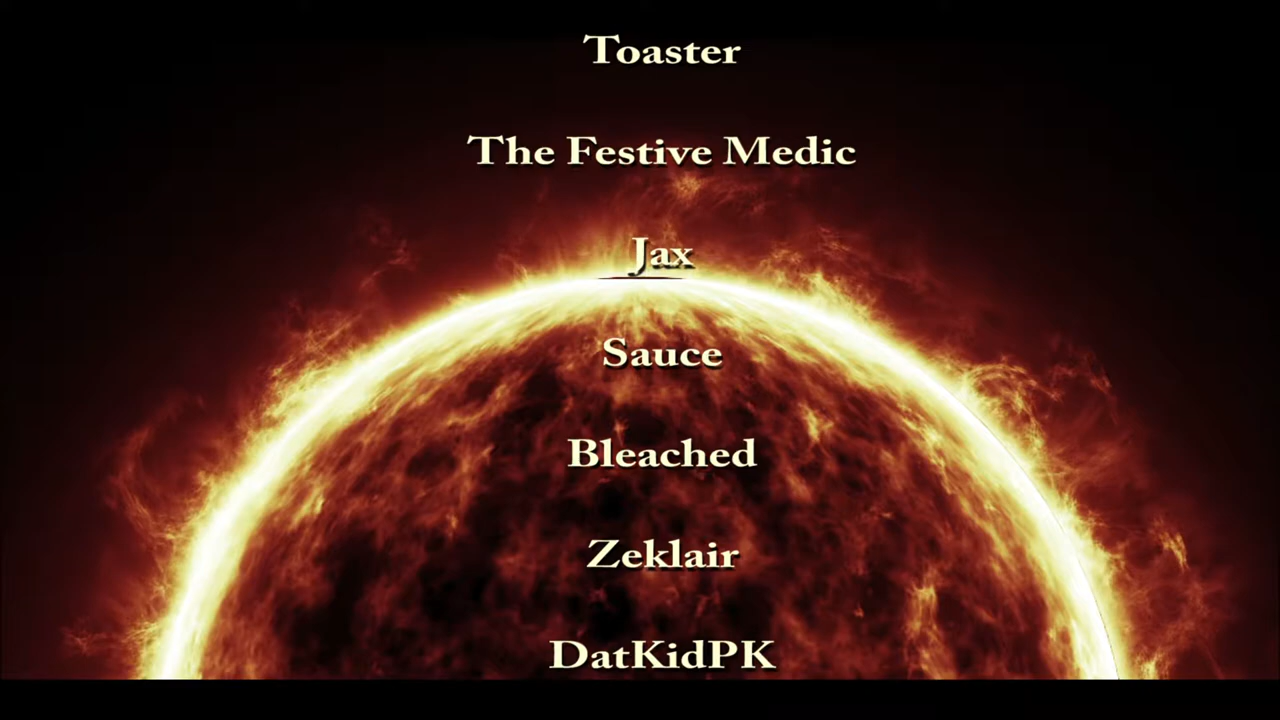 Toaster
The Festive Medic
Jax
Sauce
Bleached
Zeklair
DatKidPK